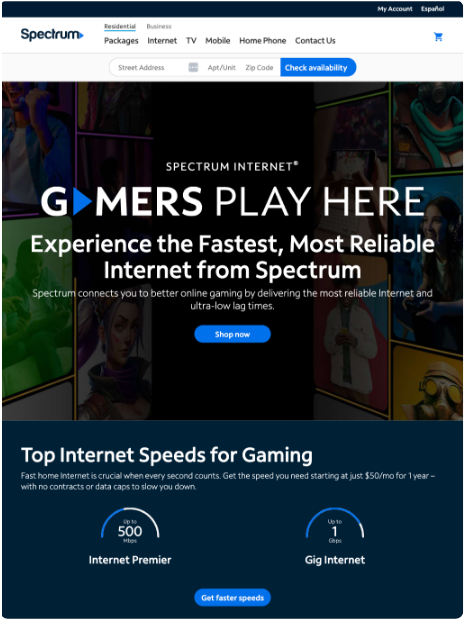 My Account Español
Residential Business
Spectrum
Packages Internet TV Mobile Home Phone Contact Us
Street Address Apt/Unit Zip Code Check availability
SPECTRUM INTERNET®
G▶MERS PLAY HERE
Experience the Fastest, Most Reliable
Internet from Spectrum
Spectrum connects you to better online gaming by delivering the most reliable Internet and
ultra-low lag times.
Shop now
Top Internet Speeds for Gaming
Fast home Internet is crucial when every second counts. Get the speed you need starting at just $50/mo for 1 year –
with no contracts or data caps to slow you down.
Up to Up to
500 1
Mbps Gbps
Internet Premier Gig Internet
Get faster speeds